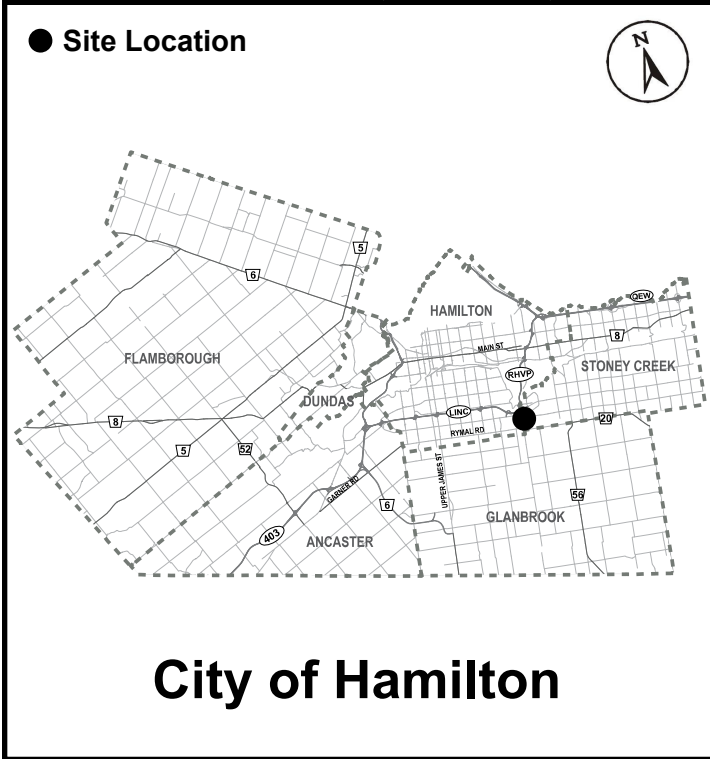 Site Location
N
5
6
HAMILTON
QEW
MAIN ST
8
FLAMBOROUGH
STONEY CREEK
RHVP
DUNDAS
LINC
20
8
RYMAL RD
5
52
UPPER JAMES ST
GARNER RD
56
6
GLANBROOK
403
ANCASTER
City of Hamilton